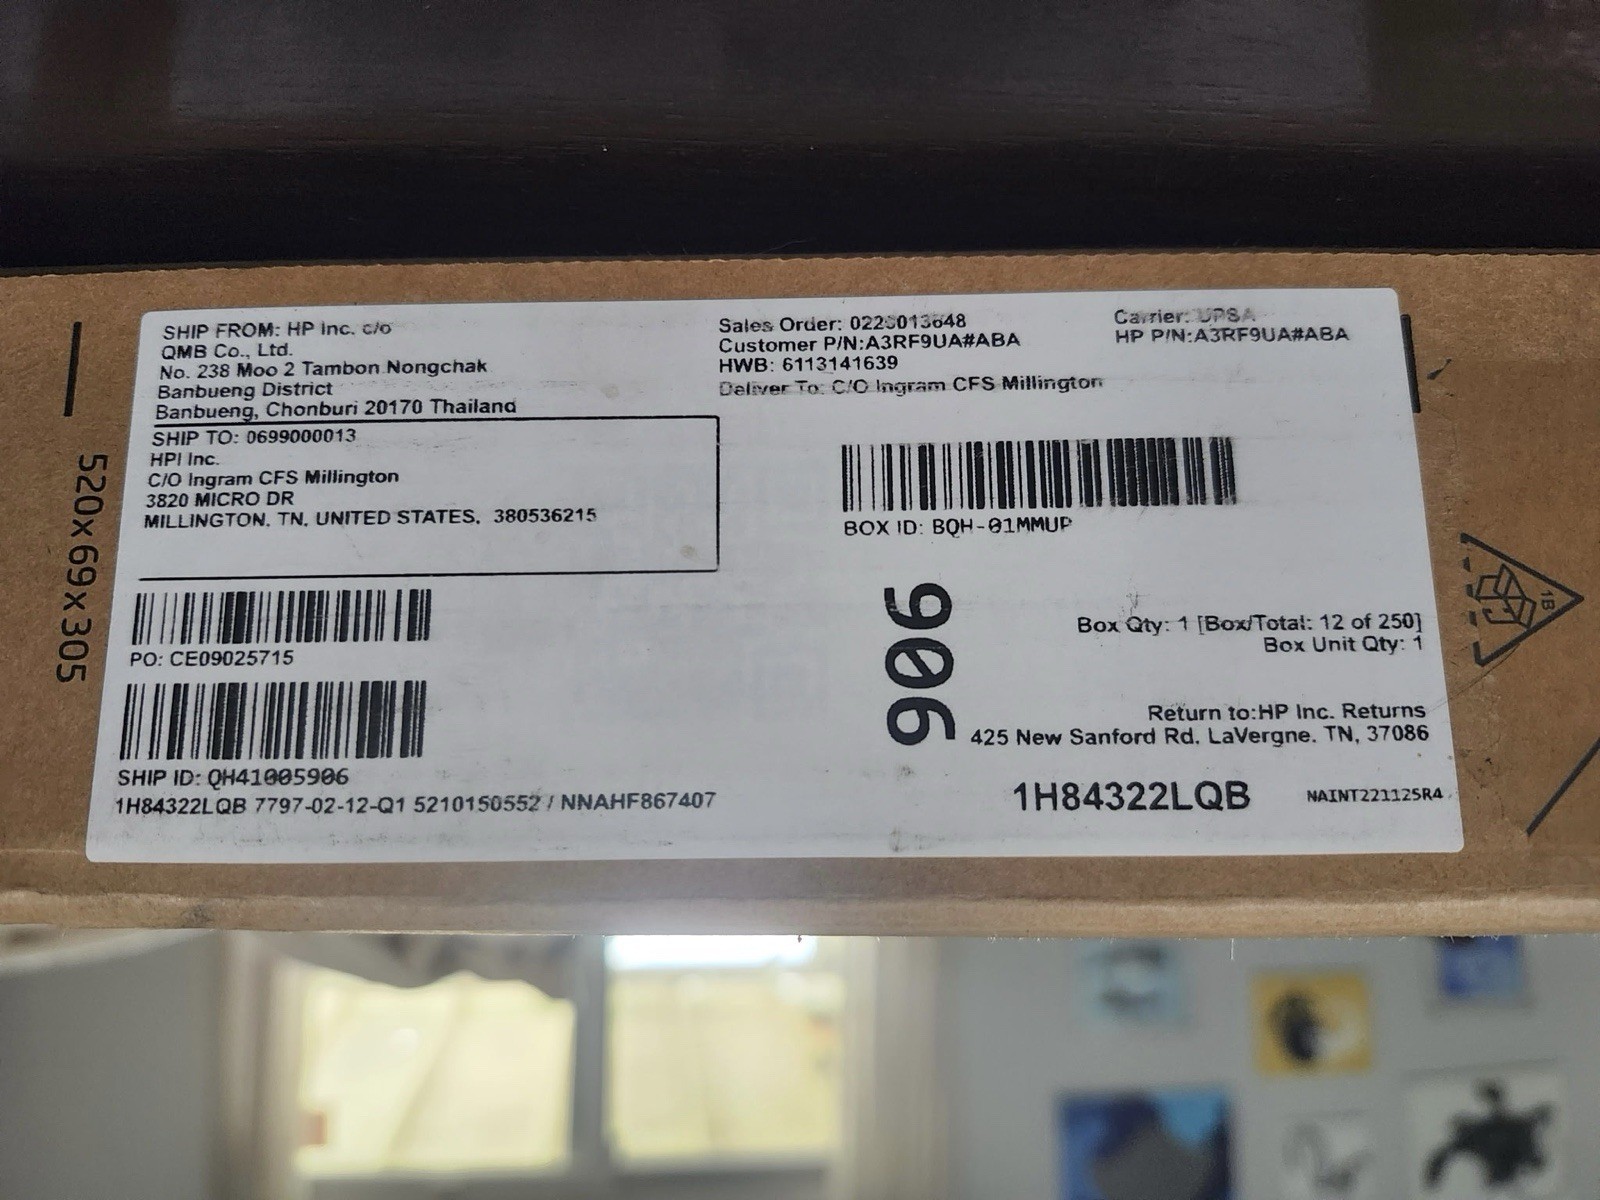 SHIP FROM: HP Inc. c/o
QMB Co., Ltd.
No. 238 Moo 2 Tambon Nongchak
Banbueng District
Banbueng, Chonburi 20170 Thailand
SHIP TO: 0699000013
HPI Inc.
C/O Ingram CFS Millington
3820 MICRO DR
MILLINGTON, TN, UNITED STATES, 380536215
PO: CE09025715
SHIP ID: QH41005906
1H84322LQB 7797-02-12-Q1 5210150552 / NNAHF867407
Sales Order:
Customer P/N:A3RF9UA#ABA
HWB: 6113141639
Deliver To: C/O Ingram CFS Millington
Carrier:
HP P/N:A3RF9UA#ABA
BOX ID: BQH-01MMUP
906
Box Qty: 1 [Box/Total: 12 of 250]
Box Unit Qty: 1
Return to:HP Inc. Returns
425 New Sanford Rd, LaVergne, TN, 37086
1H84322LQB
NAINT221125R4
520x69x305
1B